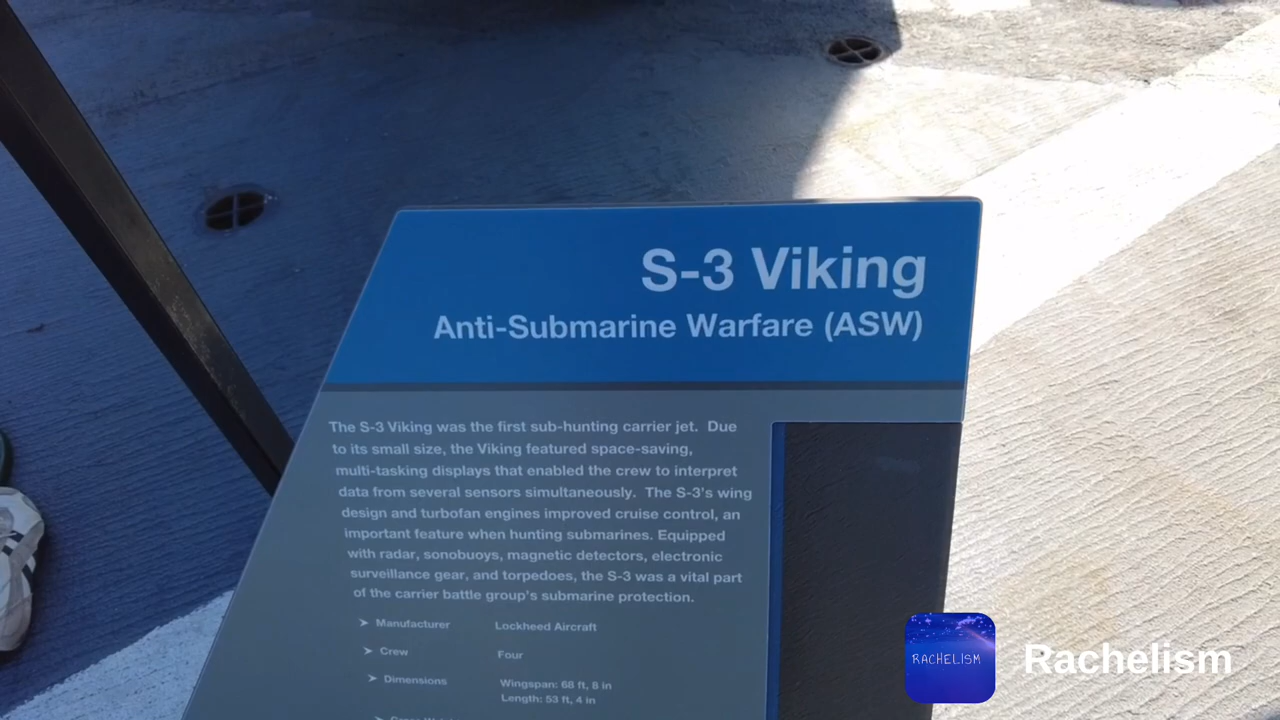 S-3 Viking
Anti-Submarine Warfare (ASW)
The S-3 Viking was the first sub-hunting carrier jet.  Due
to its small size, the Viking featured space-saving,
multi-tasking displays that enabled the crew to interpret
data from several sensors simultaneously.  The S-3's wing
design and turbofan engines improved cruise control, an
important feature when hunting submarines. Equipped
with radar, sonobuoys, magnetic detectors, electronic
surveillance gear, and torpedoes, the S-3 was a vital part
of the carrier battle group's submarine protection.
➤ Manufacturer Lockheed Aircraft
➤ Crew Four
➤ Dimensions Wingspan: 68 ft, 8 in
Length: 53 ft, 4 in
RACHELISM
Rachelism